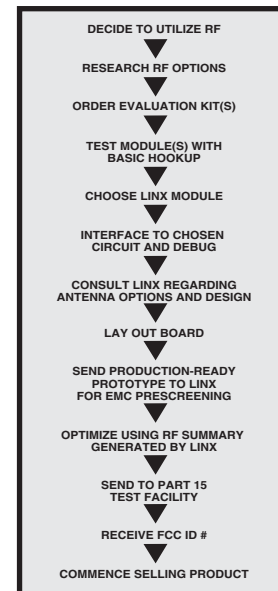 DECIDE TO UTILIZE RF
RESEARCH RF OPTIONS
ORDER EVALUATION KIT(S)
TEST MODULE(S) WITH
BASIC HOOKUP
CHOOSE LINX MODULE
INTERFACE TO CHOSEN
CIRCUIT AND DEBUG
CONSULT LINX REGARDING
ANTENNA OPTIONS AND DESIGN
LAY OUT BOARD
SEND PRODUCTION-READY
PROTOTYPE TO LINX
FOR EMC PRESCREENING
OPTIMIZE USING RF SUMMARY
GENERATED BY LINX
SEND TO PART 15
TEST FACILITY
RECEIVE FCC ID #
COMMENCE SELLING PRODUCT